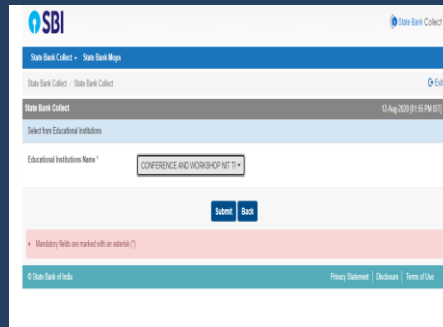 SBI
State Bank Collect
State Bank Collect State Bank Mops
State Bank Collect / State Bank Collect
Exit
State Bank Collect
12-Aug-2020 [01:55 PM IST]
Select from Educational Institutions
Educational Institutions Name *
CONFERENCE AND WORKSHOP NIT TI
Submit Back
Mandatory fields are marked with an asterisk (*)
© State Bank of India
Privacy Statement | Disclosure | Terms of Use